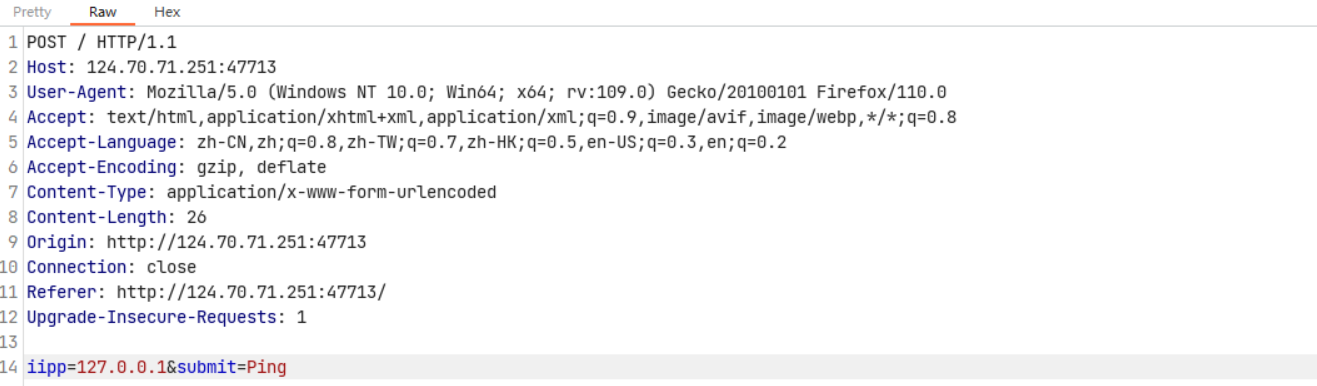 Pretty Raw Hex
1 POST / HTTP/1.1
2 Host: 124.70.71.251:47713
3 User-Agent: Mozilla/5.0 (Windows NT 10.0; Win64; x64; rv:109.0) Gecko/20100101 Firefox/110.0
4 Accept: text/html,application/xhtml+xml,application/xml;q=0.9,image/avif,image/webp,*/*;q=0.8
5 Accept-Language: zh-CN,zh;q=0.8,zh-TW;q=0.7,zh-HK;q=0.5,en-US;q=0.3,en;q=0.2
6 Accept-Encoding: gzip, deflate
7 Content-Type: application/x-www-form-urlencoded
8 Content-Length: 26
9 Origin: http://124.70.71.251:47713
10 Connection: close
11 Referer: http://124.70.71.251:47713/
12 Upgrade-Insecure-Requests: 1
13
14 iipp=127.0.0.1&submit=Ping